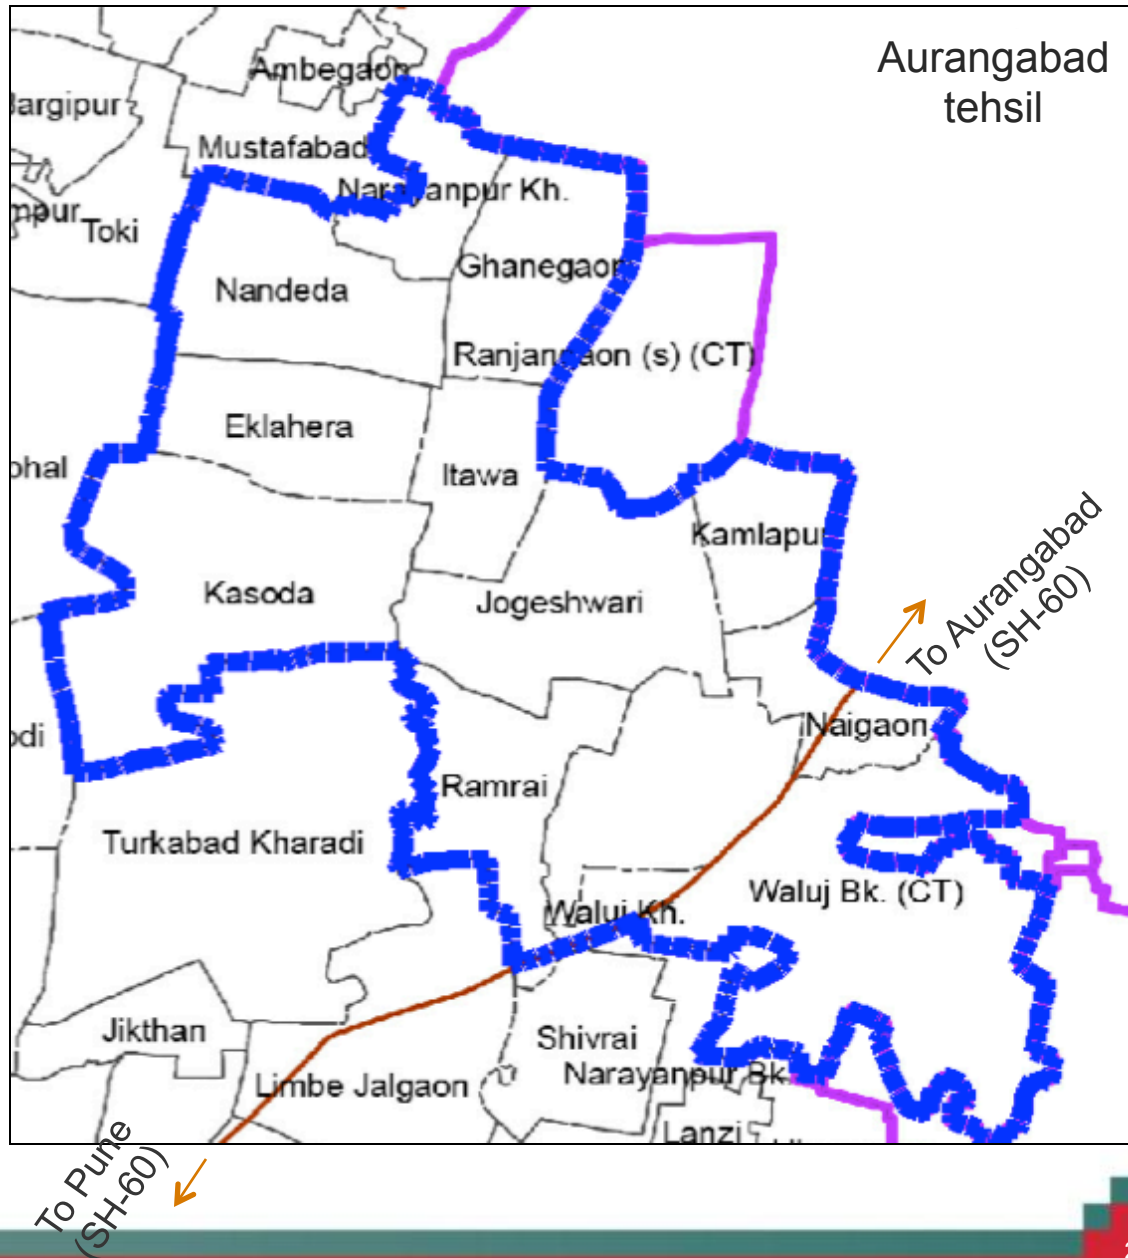 Aurangabad
tehsil
Ambegaon
Mustafabad
Narayanpur Kh.
Toki
Ghanegaon
Nandeda
Ranjangaon (s) (CT)
Eklahera
Itawa
Kamlapur
Kasoda
Jogeshwari
To Aurangabad
(SH-60)
Naigaon
Ramrai
Turkabad Kharadi
Waluj Bk. (CT)
Waluj Kh.
Jikthan
Shivrai
Narayanpur Bk.
Limbe Jalgaon
Lanzi
To Pune
(SH-60)